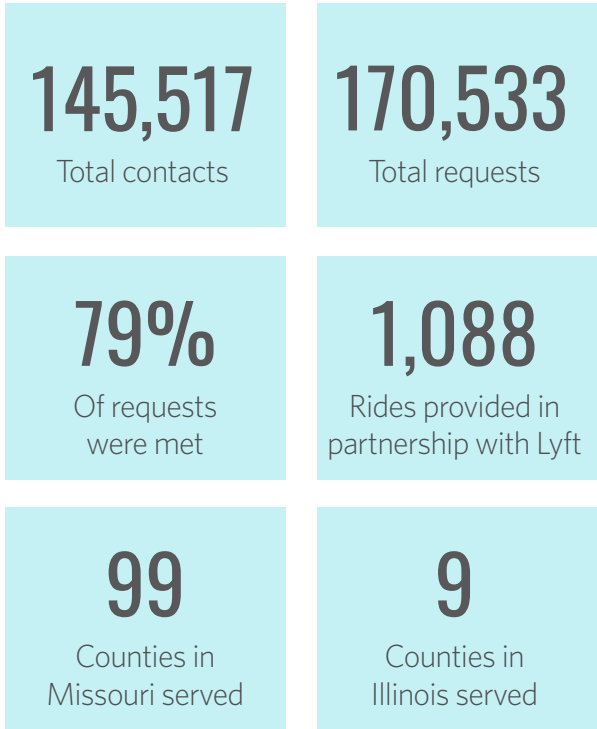 145,517
Total contacts
170,533
Total requests
79%
Of requests
were met
1,088
Rides provided in
partnership with Lyft
99
Counties in
Missouri served
9
Counties in
Illinois served